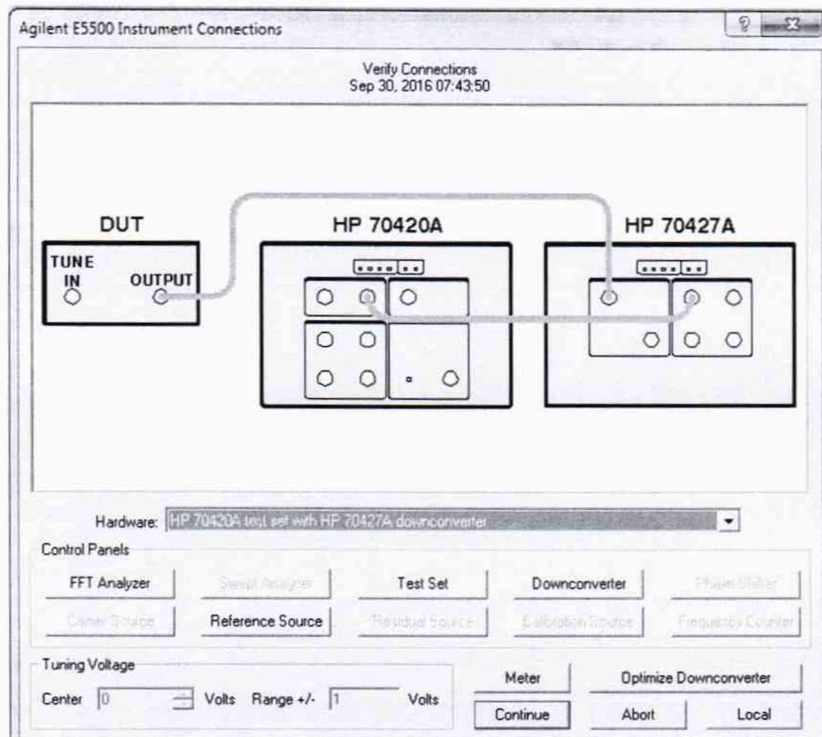 Agilent E5500 Instrument Connections
Verify Connections
Sep 30, 2016 07:43:50
DUT HP 70420A HP 70427A
TUNE
IN OUTPUT
Hardware: HP 70420A test set with HP 70427A downconverter
Control Panels
FFT Analyzer Swept Analyzer Test Set Downconverter Phase Shifter
Carrier Source Reference Source Residual Source Calibration Source Frequency Counter
Tuning Voltage
Center 0 Volts Range +/- 1 Volts
Meter Optimize Downconverter
Continue Abort Local